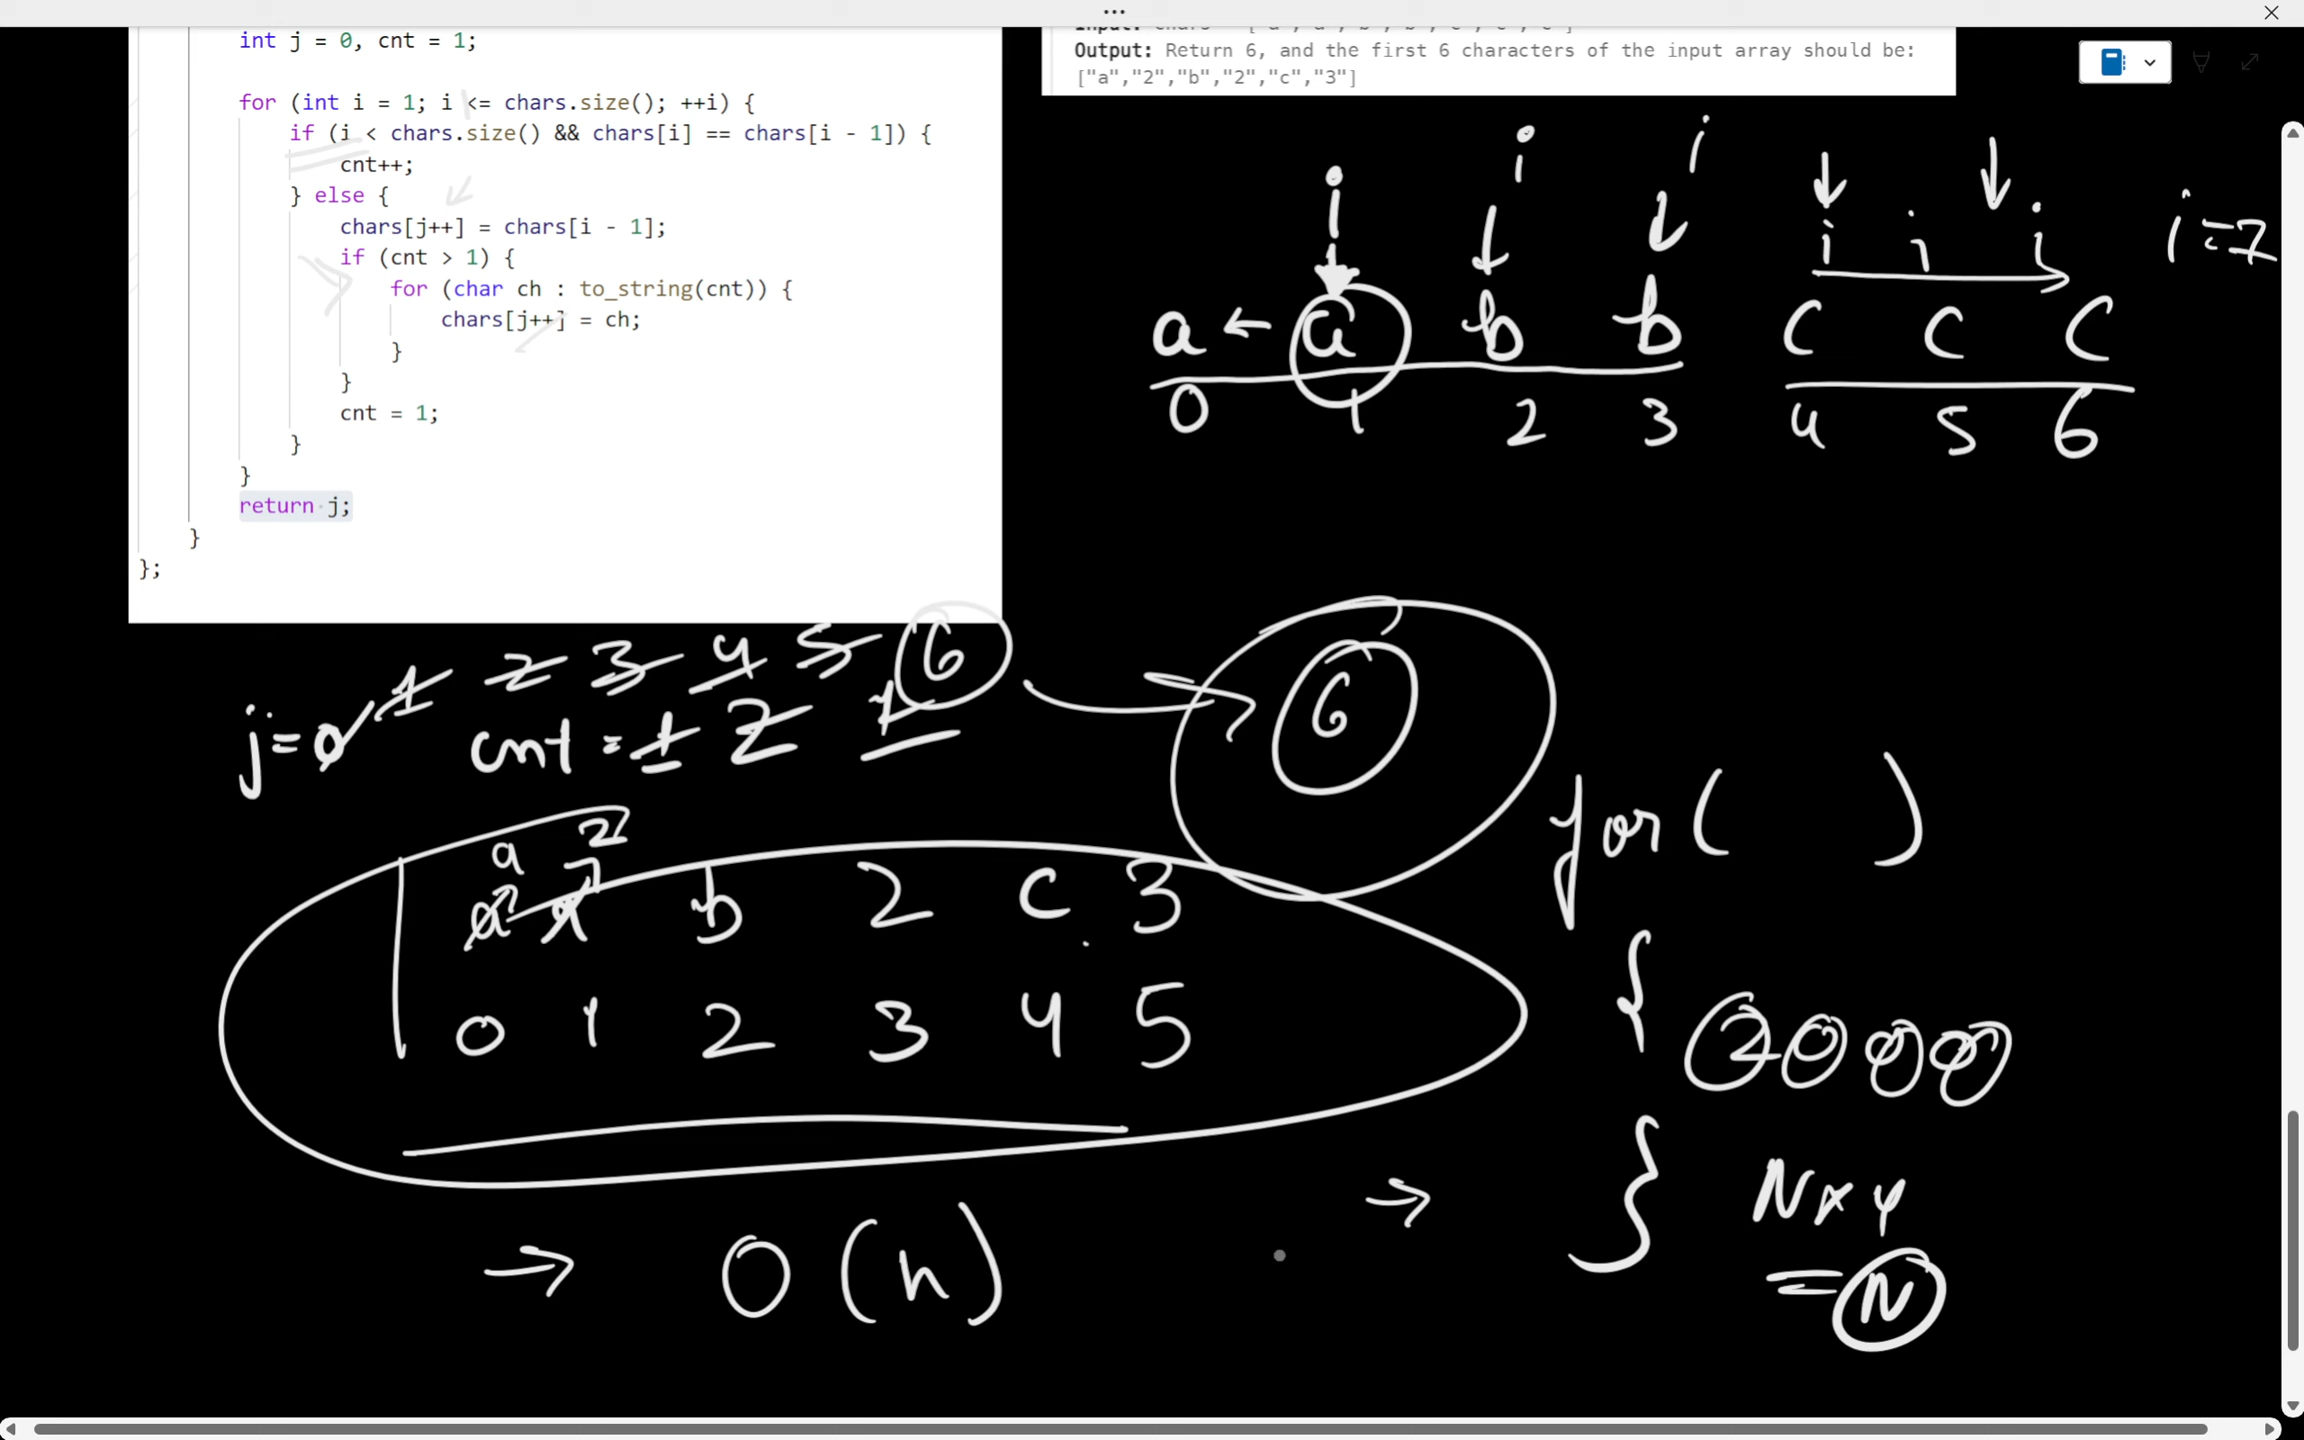 int j = 0, cnt = 1;
for (int i = 1; i <= chars.size(); ++i) {
if (i < chars.size() && chars[i] == chars[i - 1]) {
cnt++;
} else {
chars[j++] = chars[i - 1];
if (cnt > 1) {
for (char ch : to_string(cnt)) {
chars[j++] = ch;
}
}
cnt = 1;
}
}
return j;
}
};
Output: Return 6, and the first 6 characters of the input array should be:
["a","2","b","2","c","3"]
i i i i i i i=7
a ← a b b c c c
0 1 2 3 4 5 6
j=0 1 2 3 4 5 6
cnt = 1 2 1
6
a 2
a b 2 c 3
0 1 2 3 4 5
→ O(n)
for( )
{
2000
→ } N×4
=N